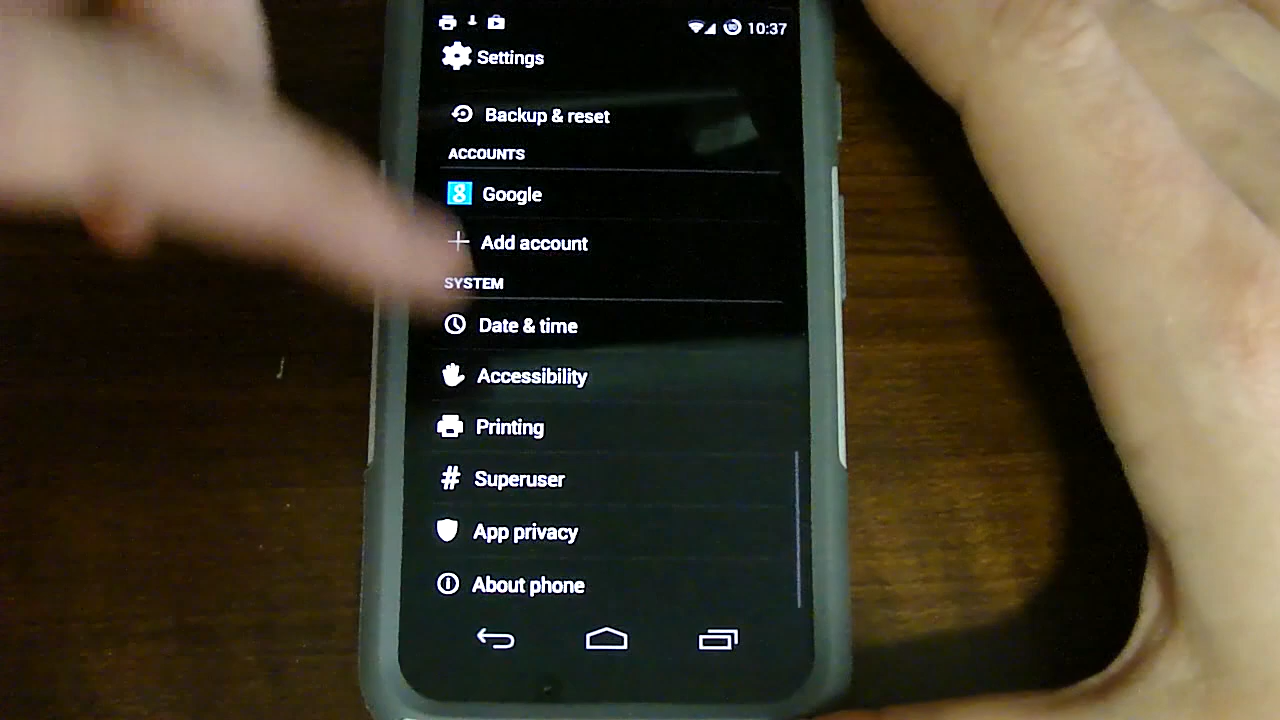 10:37
Settings
Backup & reset
ACCOUNTS
8 Google
Add account
SYSTEM
Date & time
Accessibility
Printing
# Superuser
App privacy
About phone